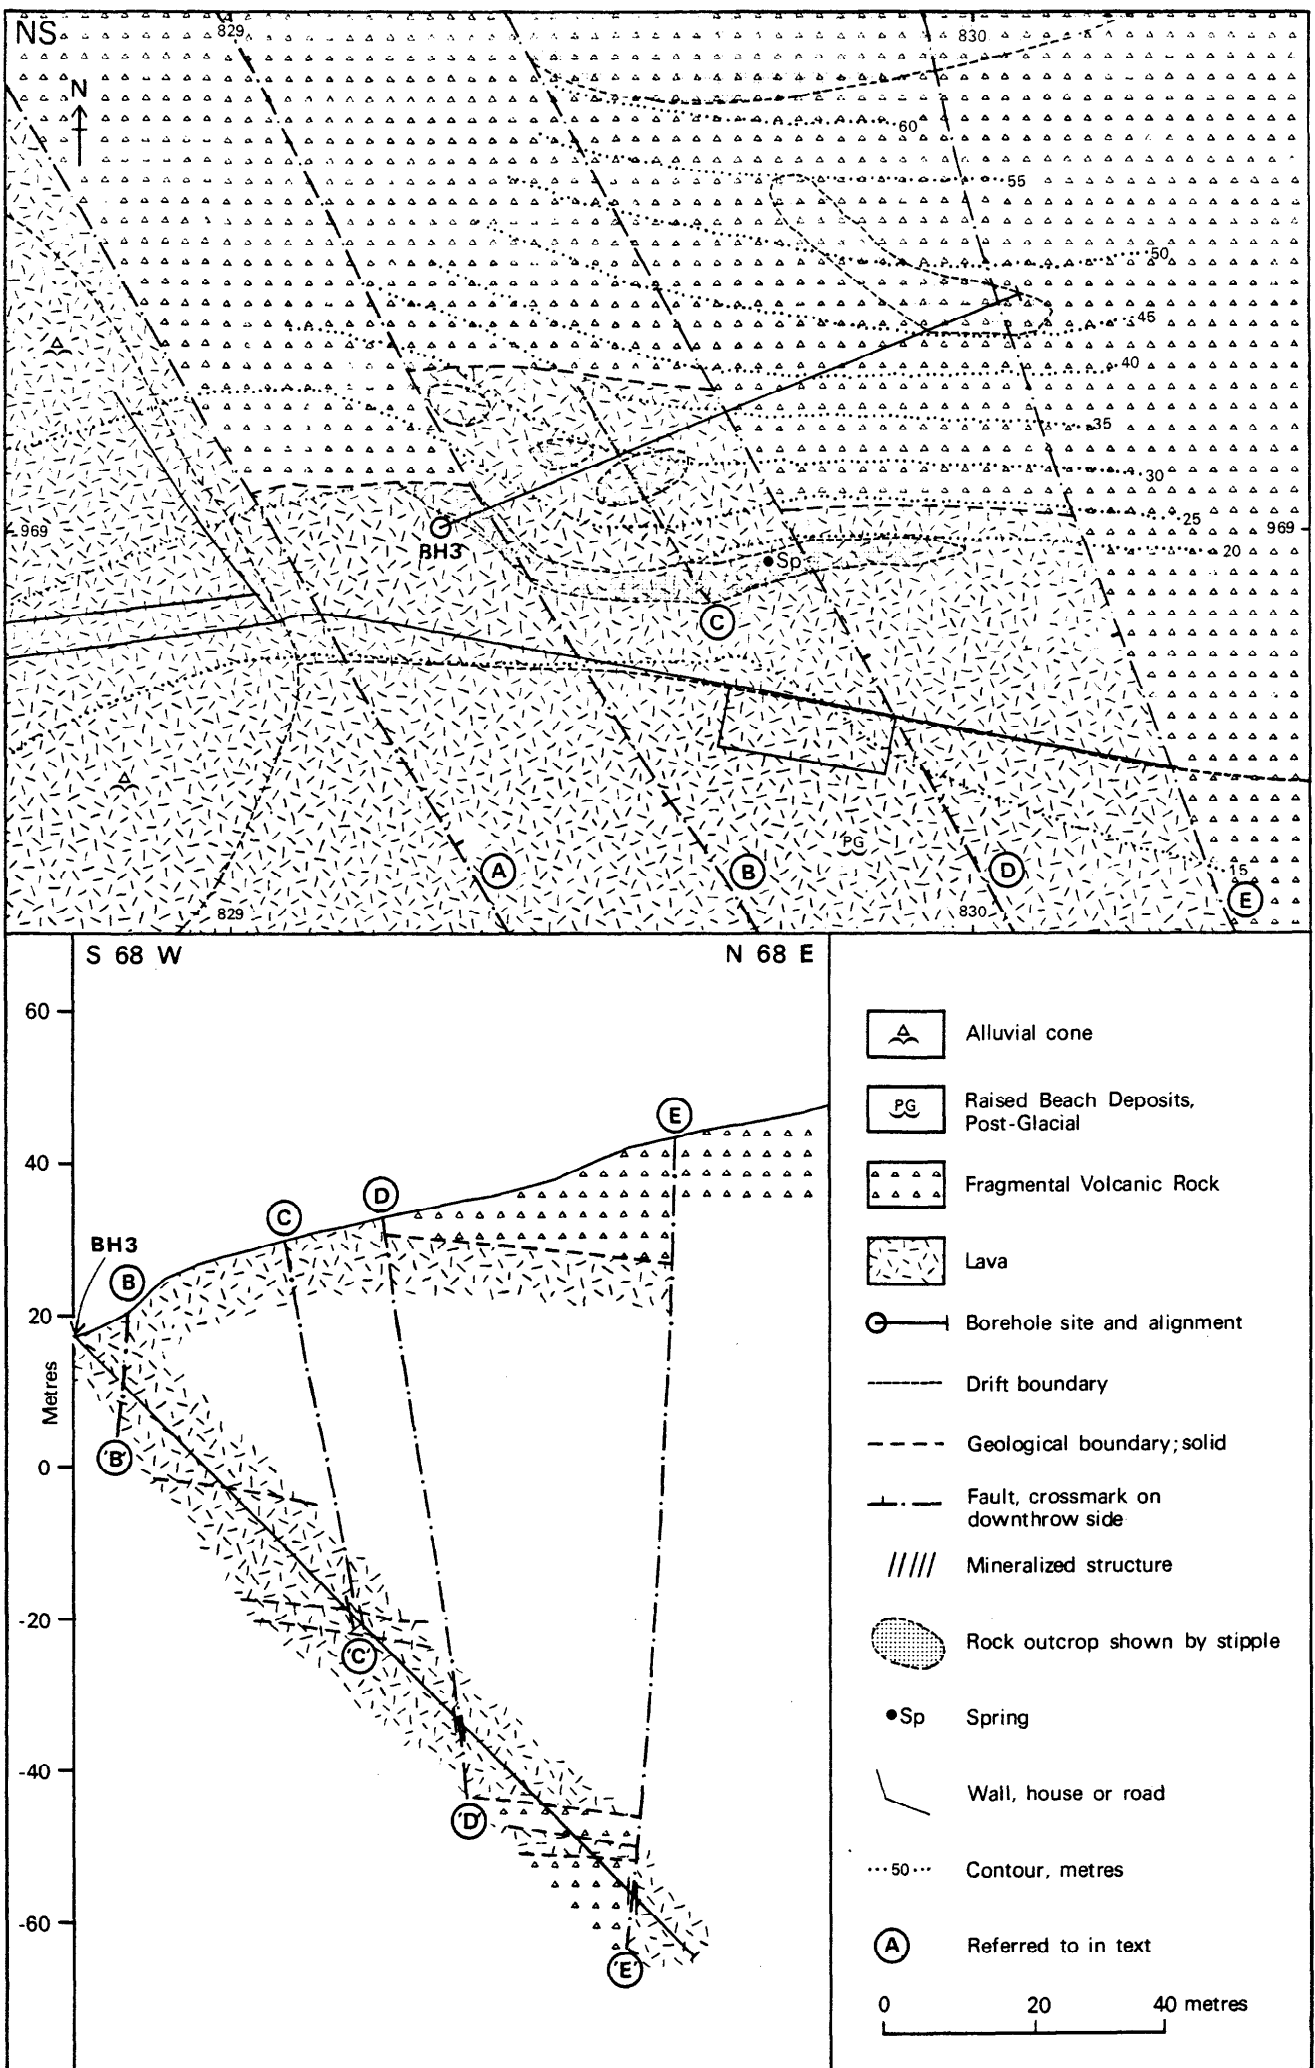 NS
829
830
N
60
55
50
45
40
35
30
25
20
969
969
BH3
Sp
C
PG
A
B
D
15
E
829
830
S 68 W
N 68 E
60
40
20
0
-20
-40
-60
Metres
BH3
B
C
D
E
'B'
'C'
'D'
'E'
Alluvial cone
PG
Raised Beach Deposits,
Post-Glacial
Fragmental Volcanic Rock
Lava
Borehole site and alignment
Drift boundary
Geological boundary; solid
Fault, crossmark on
downthrow side
Mineralized structure
Rock outcrop shown by stipple
Sp
Spring
Wall, house or road
50
Contour, metres
A
Referred to in text
0 20 40 metres